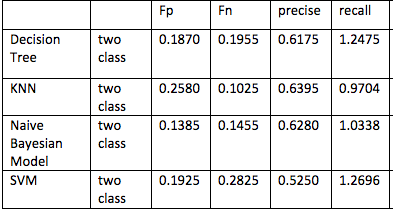 Fp Fn precise recall
Decision Tree two class 0.1870 0.1955 0.6175 1.2475
KNN two class 0.2580 0.1025 0.6395 0.9704
Naive Bayesian Model two class 0.1385 0.1455 0.6280 1.0338
SVM two class 0.1925 0.2825 0.5250 1.2696